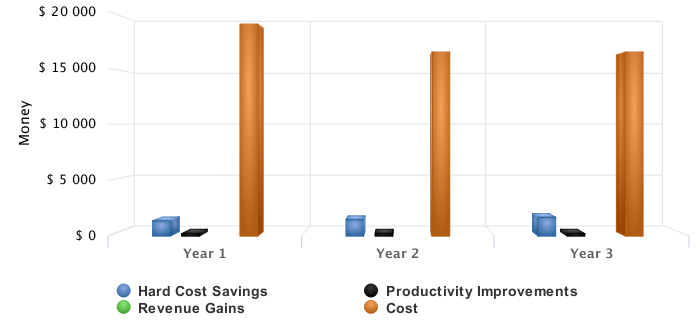 $ 20 000
$ 15 000
Money
$ 10 000
$ 5 000
$ 0
Year 1 Year 2 Year 3
Hard Cost Savings Productivity Improvements
Revenue Gains Cost